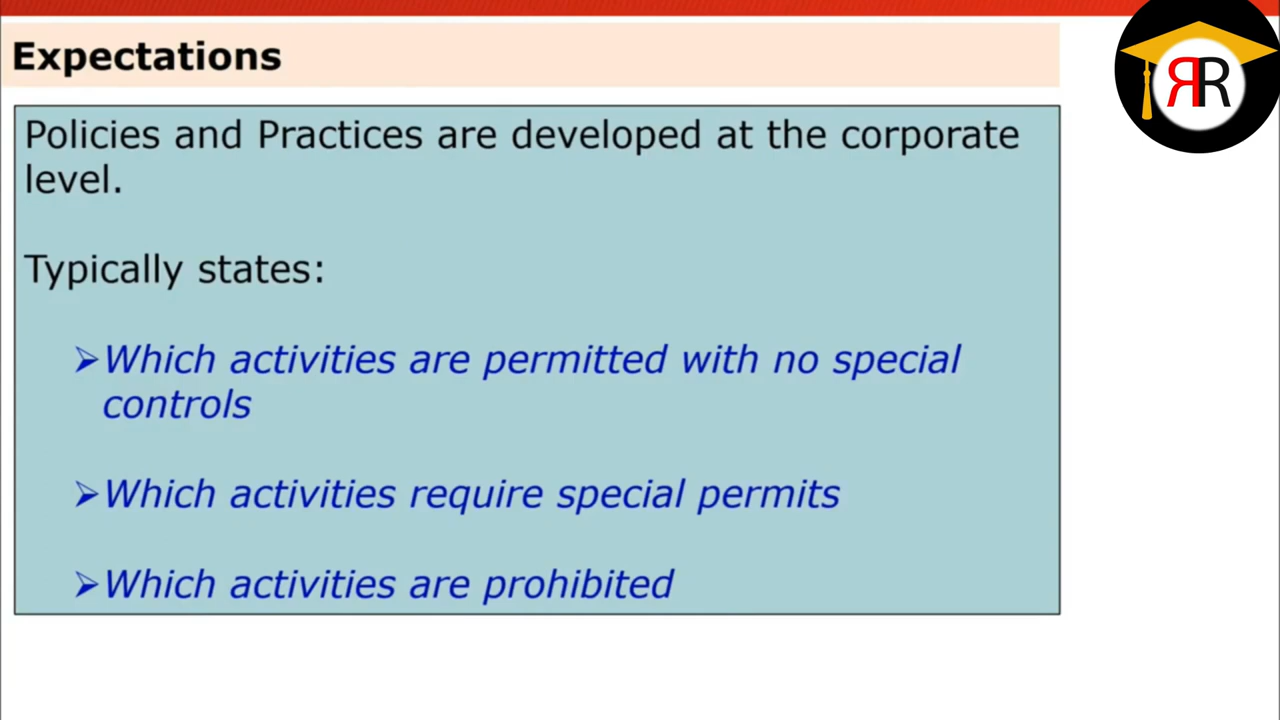 Expectations
ЯR
Policies and Practices are developed at the corporate
level.
Typically states:
➢Which activities are permitted with no special
controls
➢Which activities require special permits
➢Which activities are prohibited